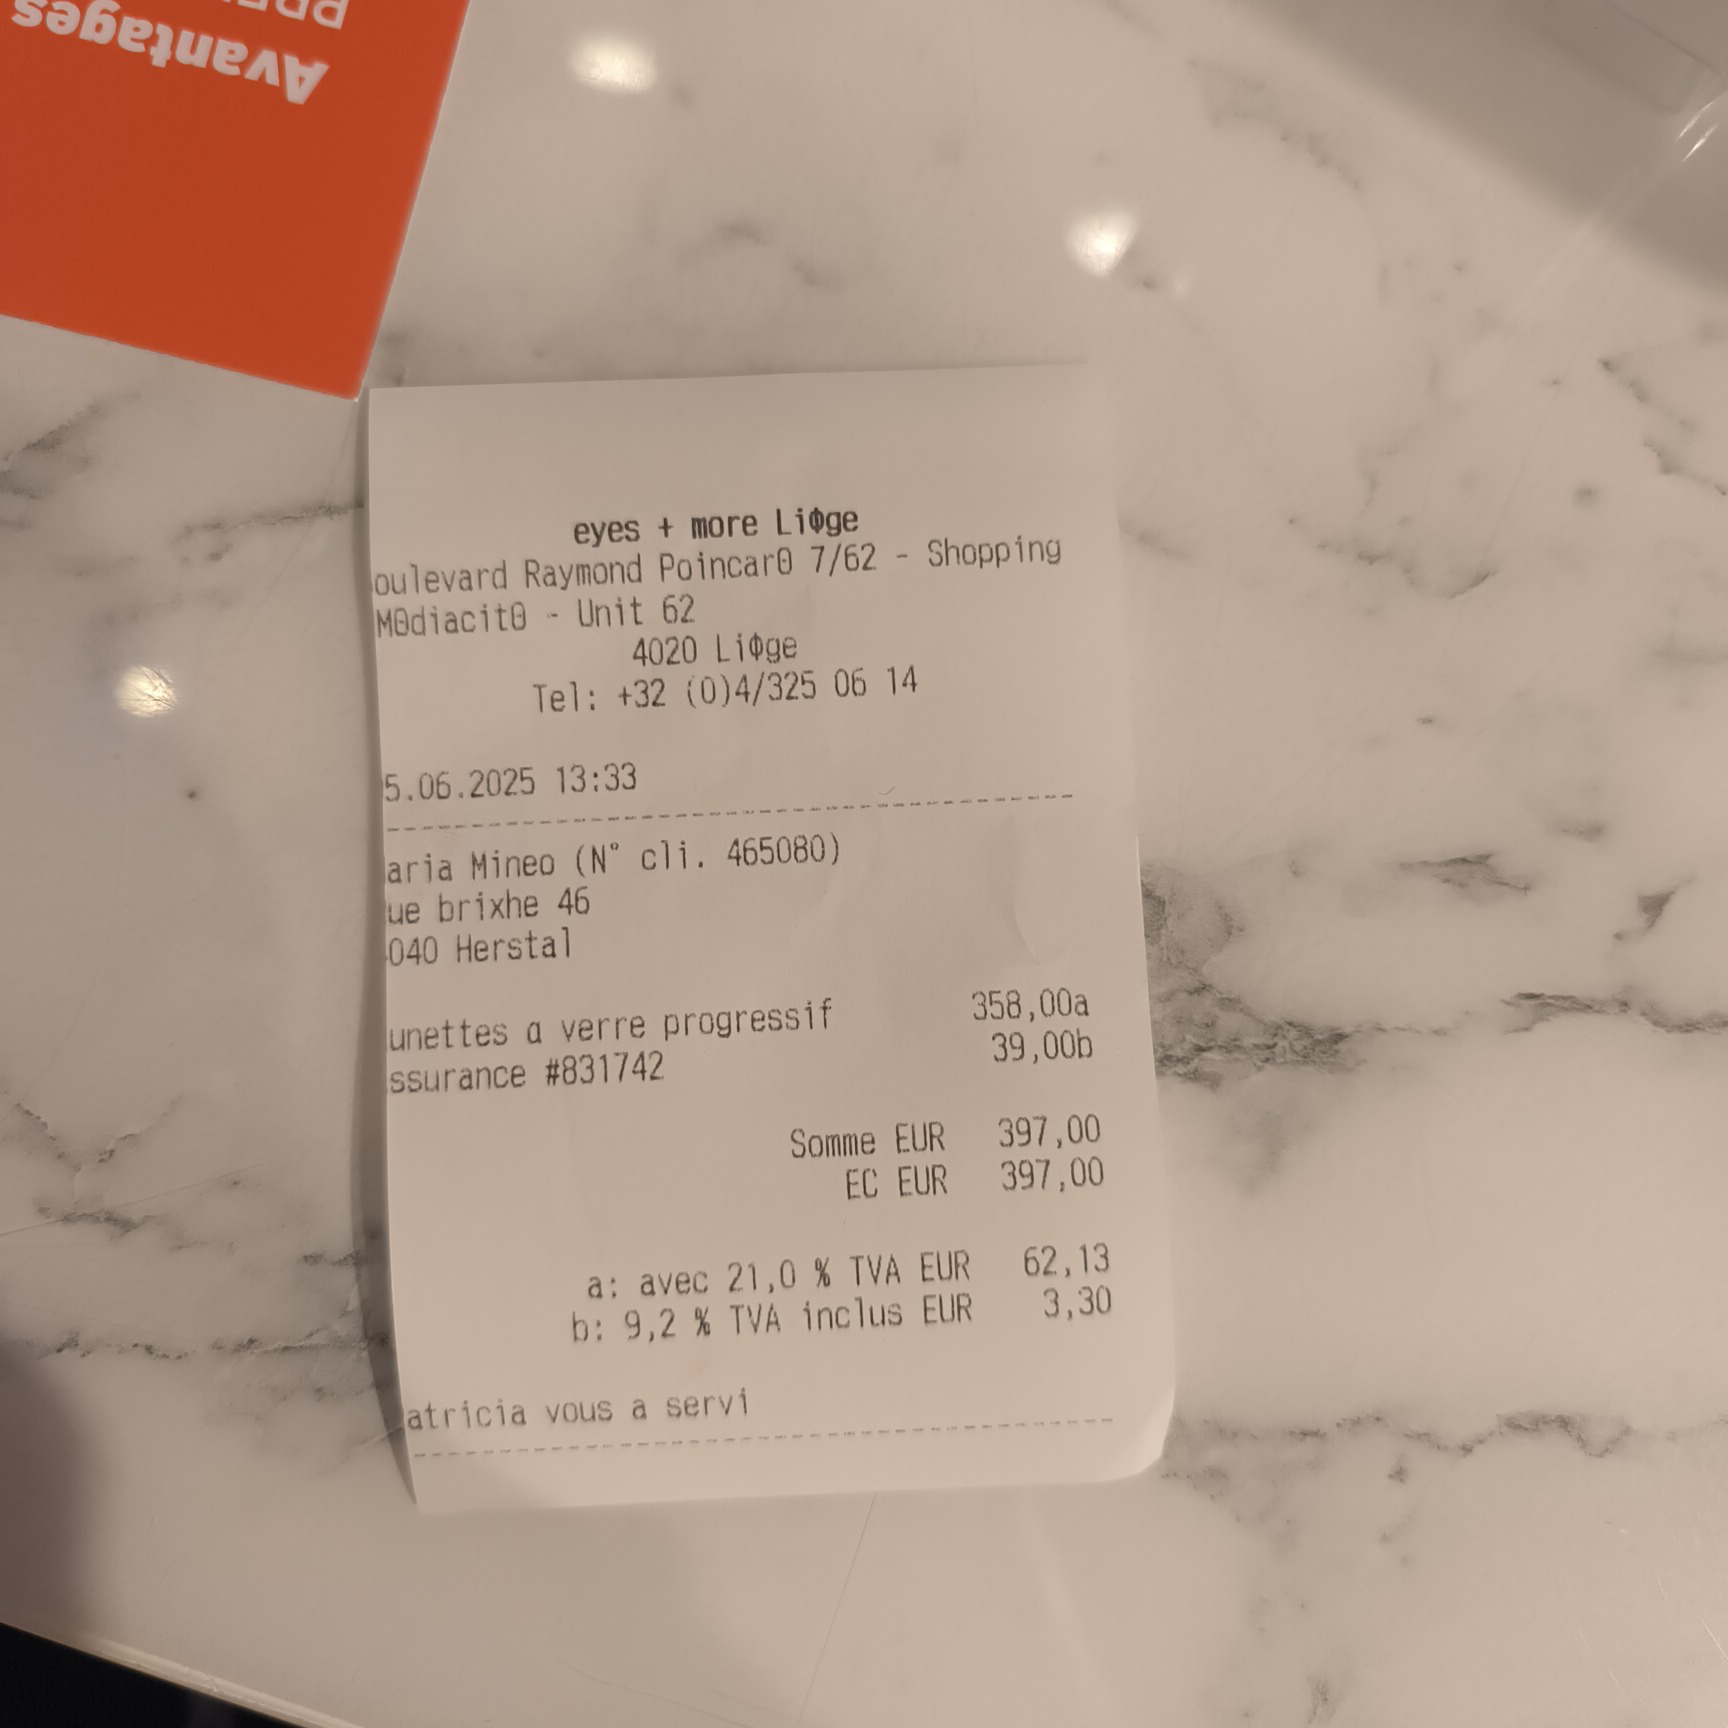 Avantages
eyes + more LiΦge
oulevard Raymond Poincar0 7/62 - Shopping
M0diacit0 - Unit 62
4020 LiΦge
Tel: +32 (0)4/325 06 14
5.06.2025 13:33
aria Mineo (N° cli. 465080)
ue brixhe 46
040 Herstal
unettes a verre progressif 358,00a
ssurance #831742 39,00b
Somme EUR 397,00
EC EUR 397,00
a: avec 21,0 % TVA EUR 62,13
b: 9,2 % TVA inclus EUR 3,30
atricia vous a servi